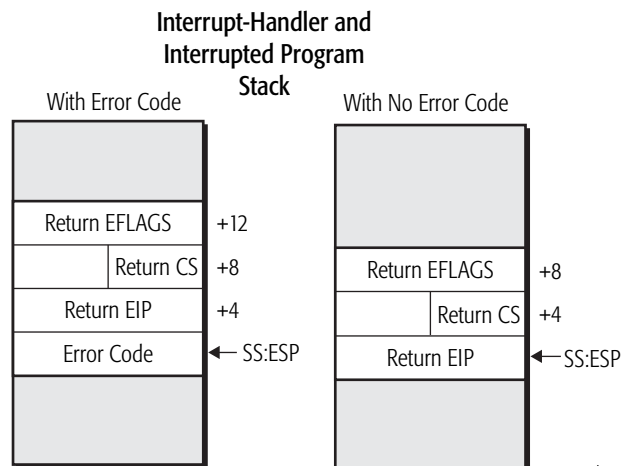 Interrupt-Handler and
Interrupted Program
Stack
With Error Code
Return EFLAGS +12
Return CS +8
Return EIP +4
Error Code SS:ESP
With No Error Code
Return EFLAGS +8
Return CS +4
Return EIP SS:ESP